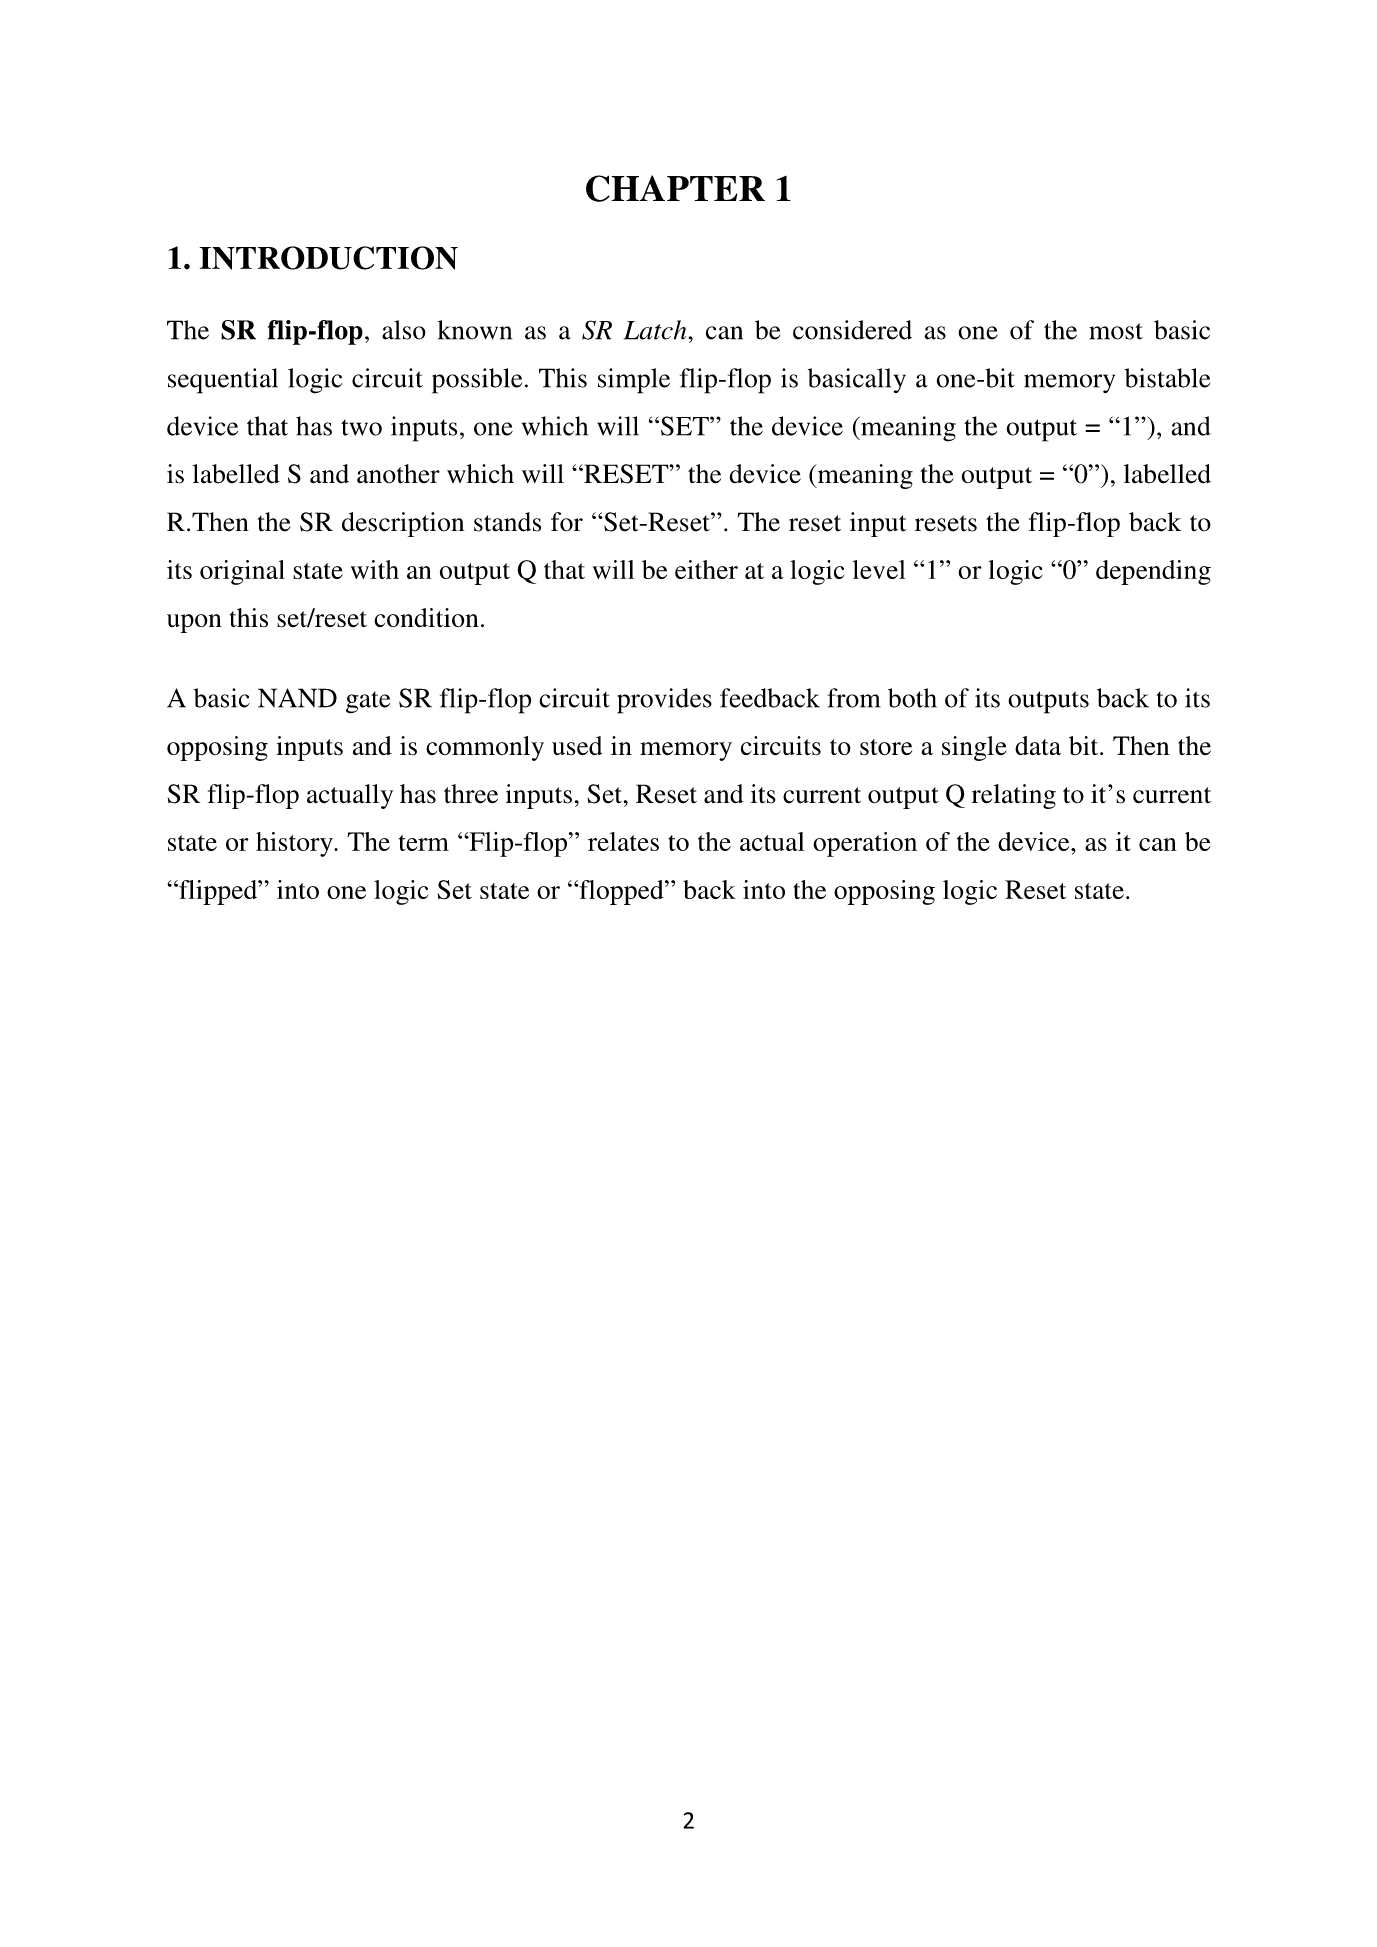 CHAPTER 1
1. INTRODUCTION
The SR flip-flop, also known as a SR Latch, can be considered as one of the most basic
sequential logic circuit possible. This simple flip-flop is basically a one-bit memory bistable
device that has two inputs, one which will “SET” the device (meaning the output = “1”), and
is labelled S and another which will “RESET” the device (meaning the output = “0”), labelled
R.Then the SR description stands for “Set-Reset”. The reset input resets the flip-flop back to
its original state with an output Q that will be either at a logic level “1” or logic “0” depending
upon this set/reset condition.
A basic NAND gate SR flip-flop circuit provides feedback from both of its outputs back to its
opposing inputs and is commonly used in memory circuits to store a single data bit. Then the
SR flip-flop actually has three inputs, Set, Reset and its current output Q relating to it’s current
state or history. The term “Flip-flop” relates to the actual operation of the device, as it can be
“flipped” into one logic Set state or “flopped” back into the opposing logic Reset state.
2